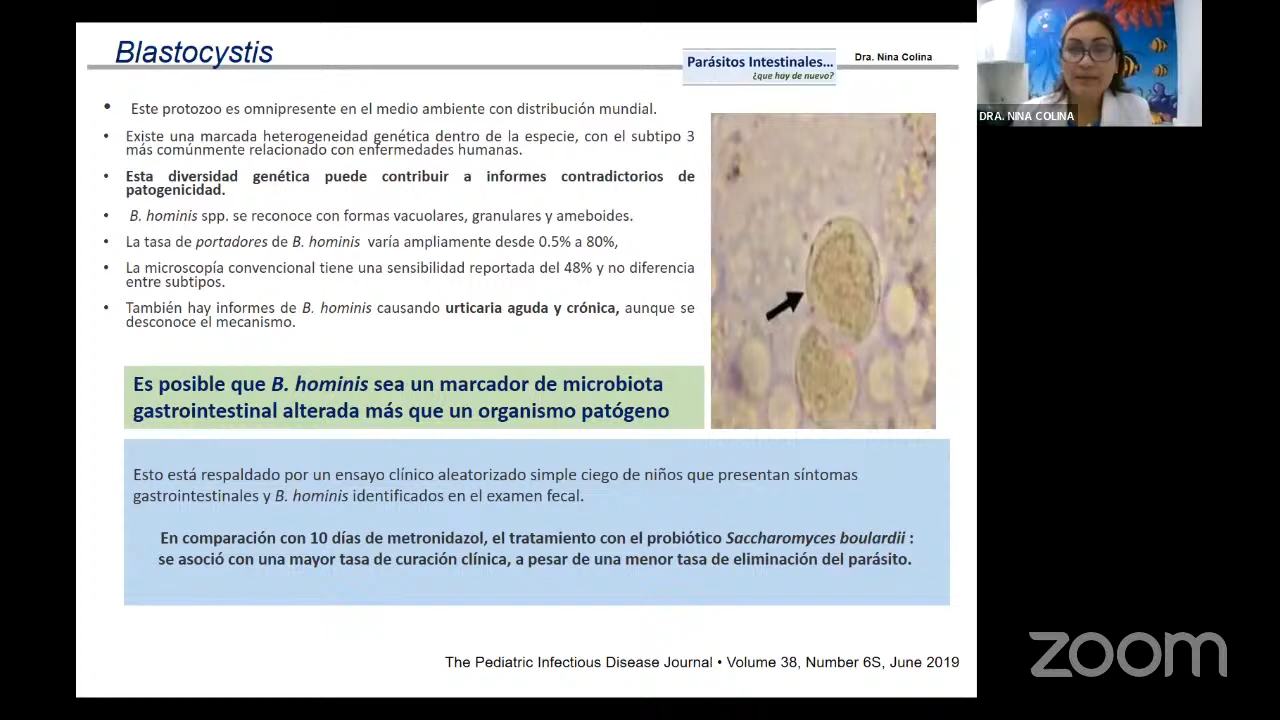 Blastocystis
Parásitos Intestinales...
¿que hay de nuevo?
Dra. Nina Colina
DRA. NINA COLINA
• Este protozoo es omnipresente en el medio ambiente con distribución mundial.
• Existe una marcada heterogeneidad genética dentro de la especie, con el subtipo 3
más comúnmente relacionado con enfermedades humanas.
• Esta diversidad genética puede contribuir a informes contradictorios de
patogenicidad.
• B. hominis spp. se reconoce con formas vacuolares, granulares y ameboides.
• La tasa de portadores de B. hominis varía ampliamente desde 0.5% a 80%,
• La microscopía convencional tiene una sensibilidad reportada del 48% y no diferencia
entre subtipos.
• También hay informes de B. hominis causando urticaria aguda y crónica, aunque se
desconoce el mecanismo.
Es posible que B. hominis sea un marcador de microbiota
gastrointestinal alterada más que un organismo patógeno
Esto está respaldado por un ensayo clínico aleatorizado simple ciego de niños que presentan síntomas
gastrointestinales y B. hominis identificados en el examen fecal.
En comparación con 10 días de metronidazol, el tratamiento con el probiótico Saccharomyces boulardii :
se asoció con una mayor tasa de curación clínica, a pesar de una menor tasa de eliminación del parásito.
The Pediatric Infectious Disease Journal • Volume 38, Number 6S, June 2019
zoom